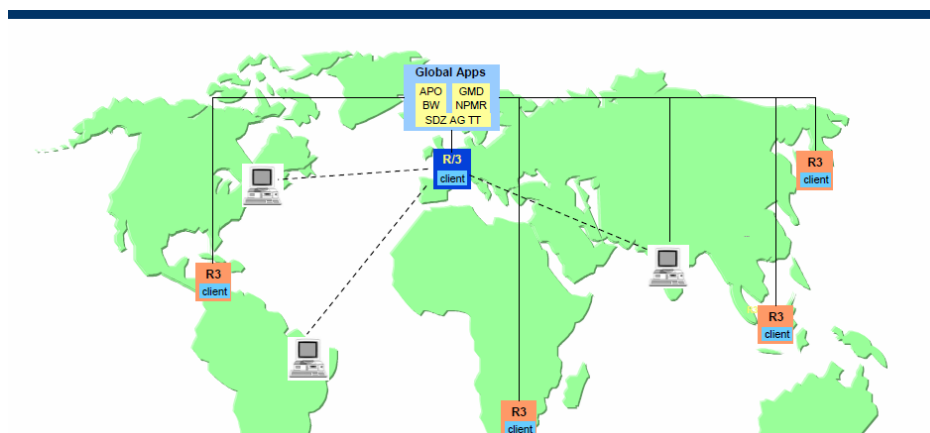 Global Apps
APO GMD
BW NPMR
SDZ AG TT
R/3
client
R3
client
R3
client
R3
client
R3
client